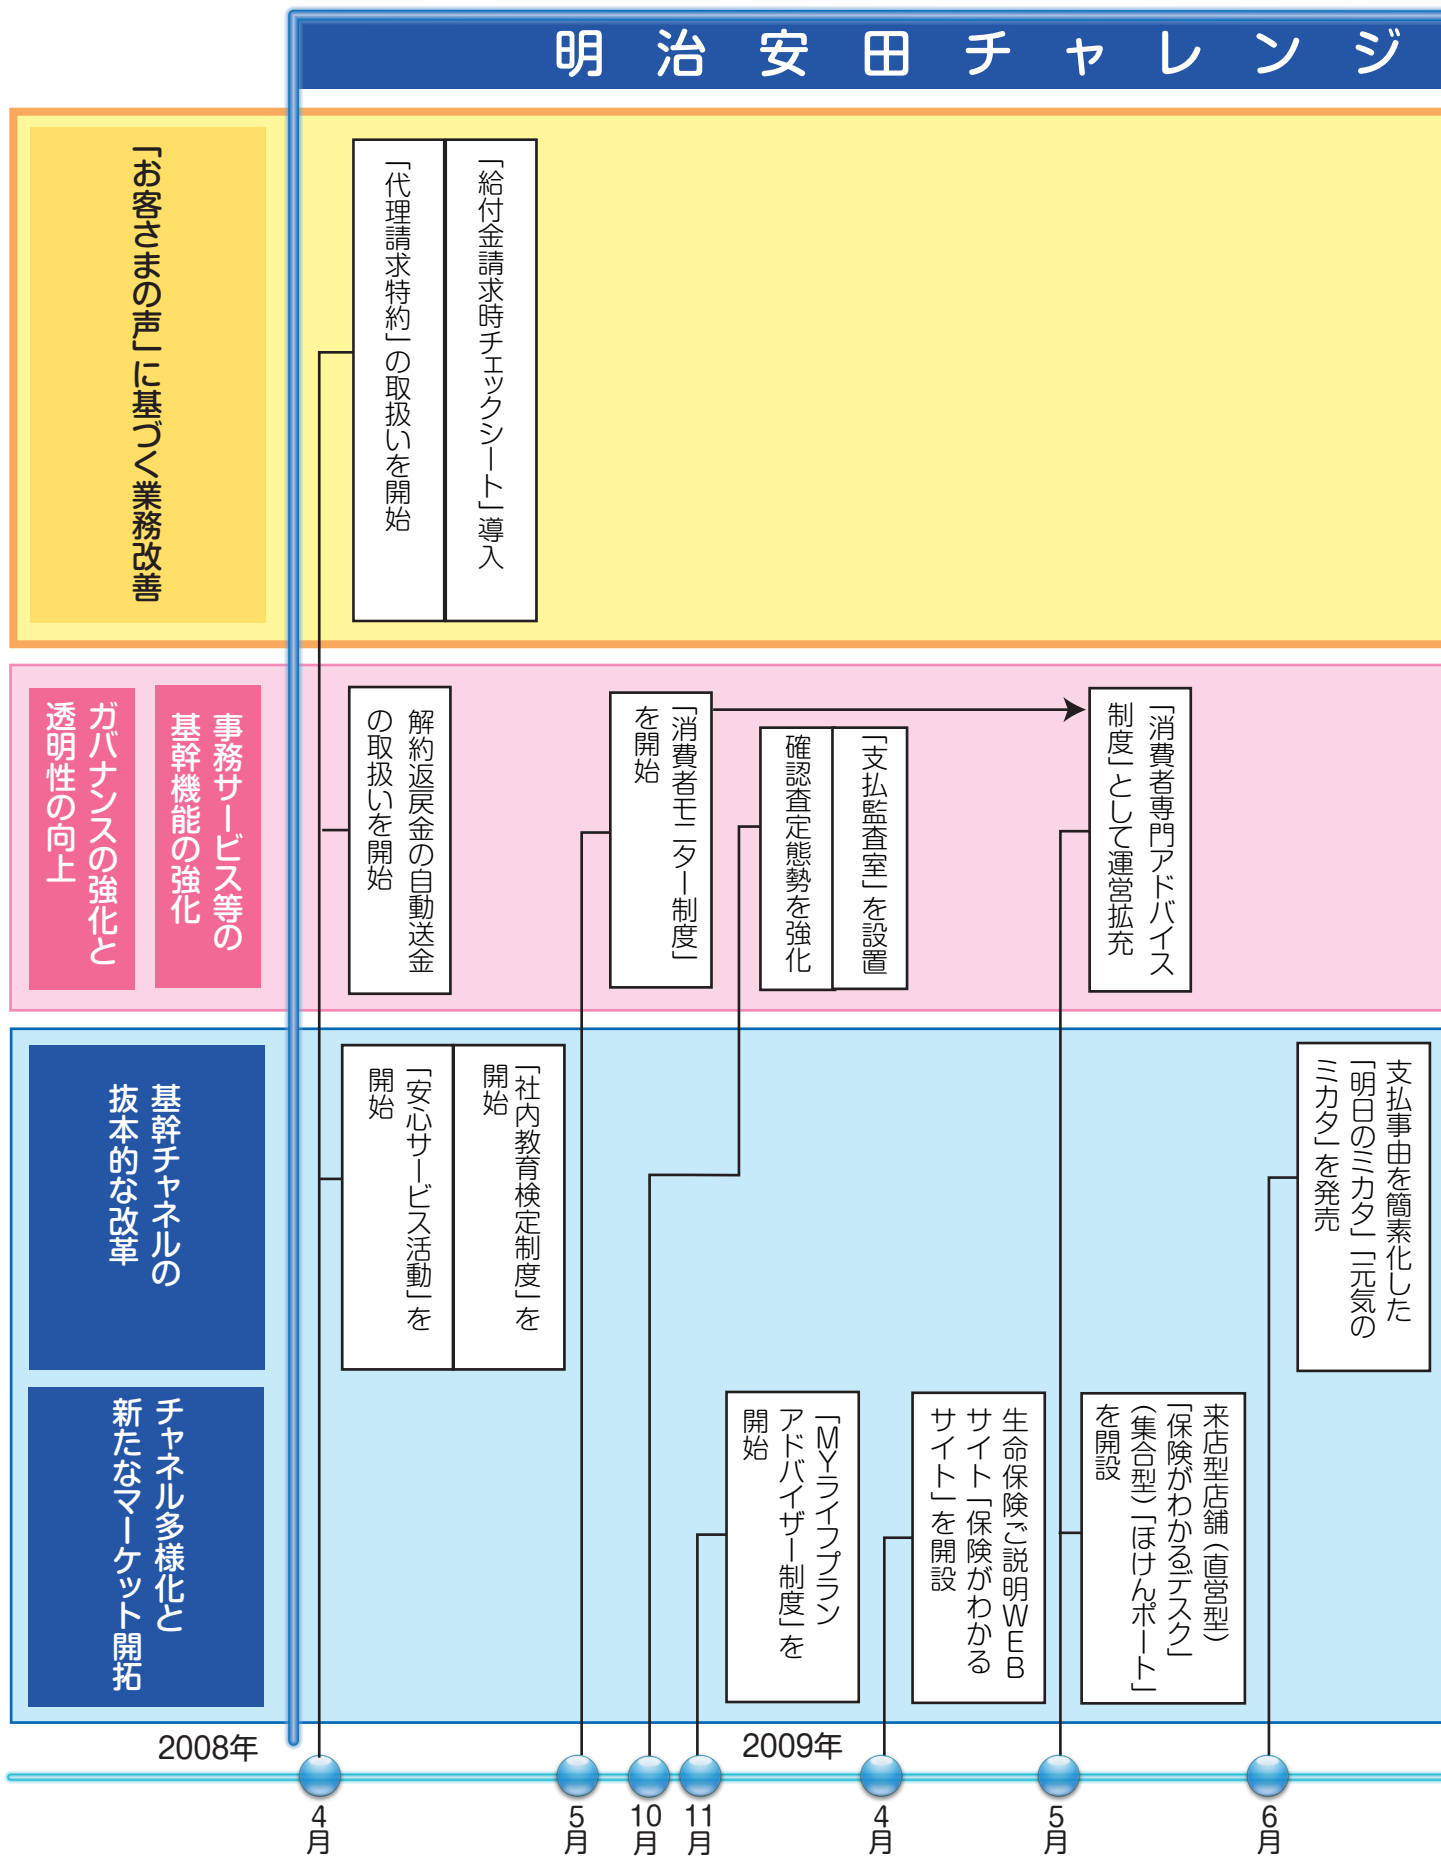 明治安田チャレンジ
「お客さまの声」に基づく業務改善
「代理請求特約」の取扱いを開始
「給付金請求時チェックシート」導入
事務サービス等の
基幹機能の強化
ガバナンスの強化と
透明性の向上
解約返戻金の自動送金
の取扱いを開始
「消費者モニター制度」
を開始
「支払監査室」を設置
確認査定態勢を強化
「消費者専門アドバイス
制度」として運営拡充
基幹チャネルの
抜本的な改革
「安心サービス活動」を
開始
「社内教育検定制度」を
開始
支払事由を簡素化した
「明日のミカタ」「元気の
ミカタ」を発売
チャネル多様化と
新たなマーケット開拓
「MYライフプラン
アドバイザー制度」を
開始
生命保険ご説明WEB
サイト「保険がわかる
サイト」を開設
来店型店舗(直営型)
「保険がわかるデスク」
(集合型)「ほけんポート」
を開設
2008年
2009年
4月
5月
10月
11月
4月
5月
6月